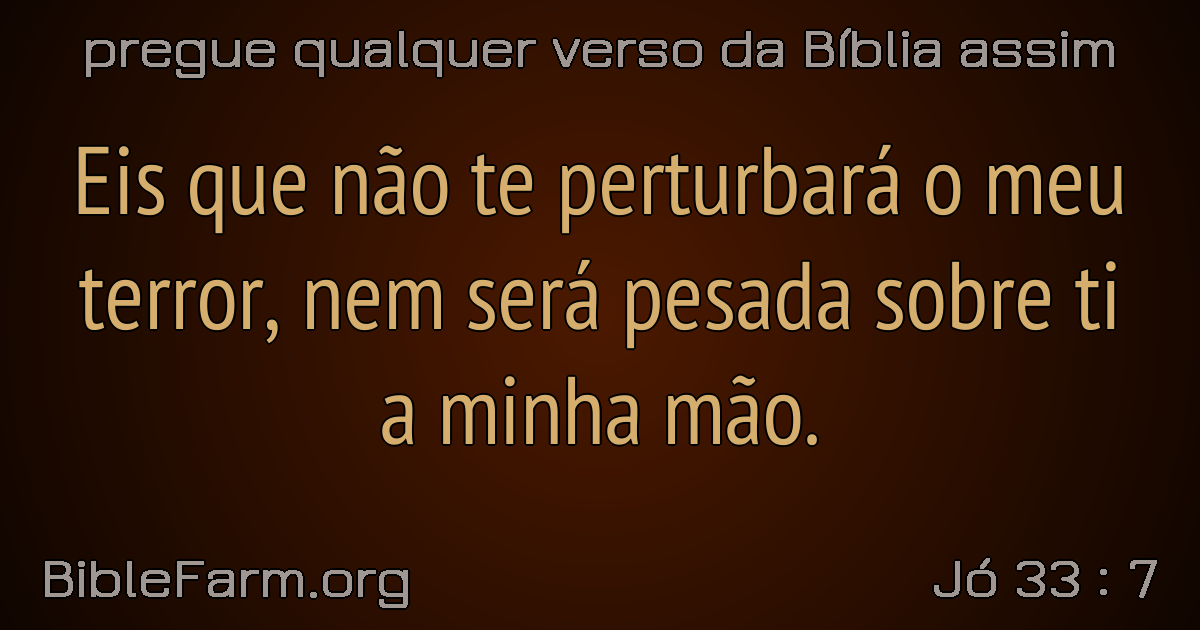 pregue qualquer verso da Bíblia assim
Eis que não te perturbará o meu
terror, nem será pesada sobre ti
a minha mão.
BibleFarm.org
Jó 33 : 7